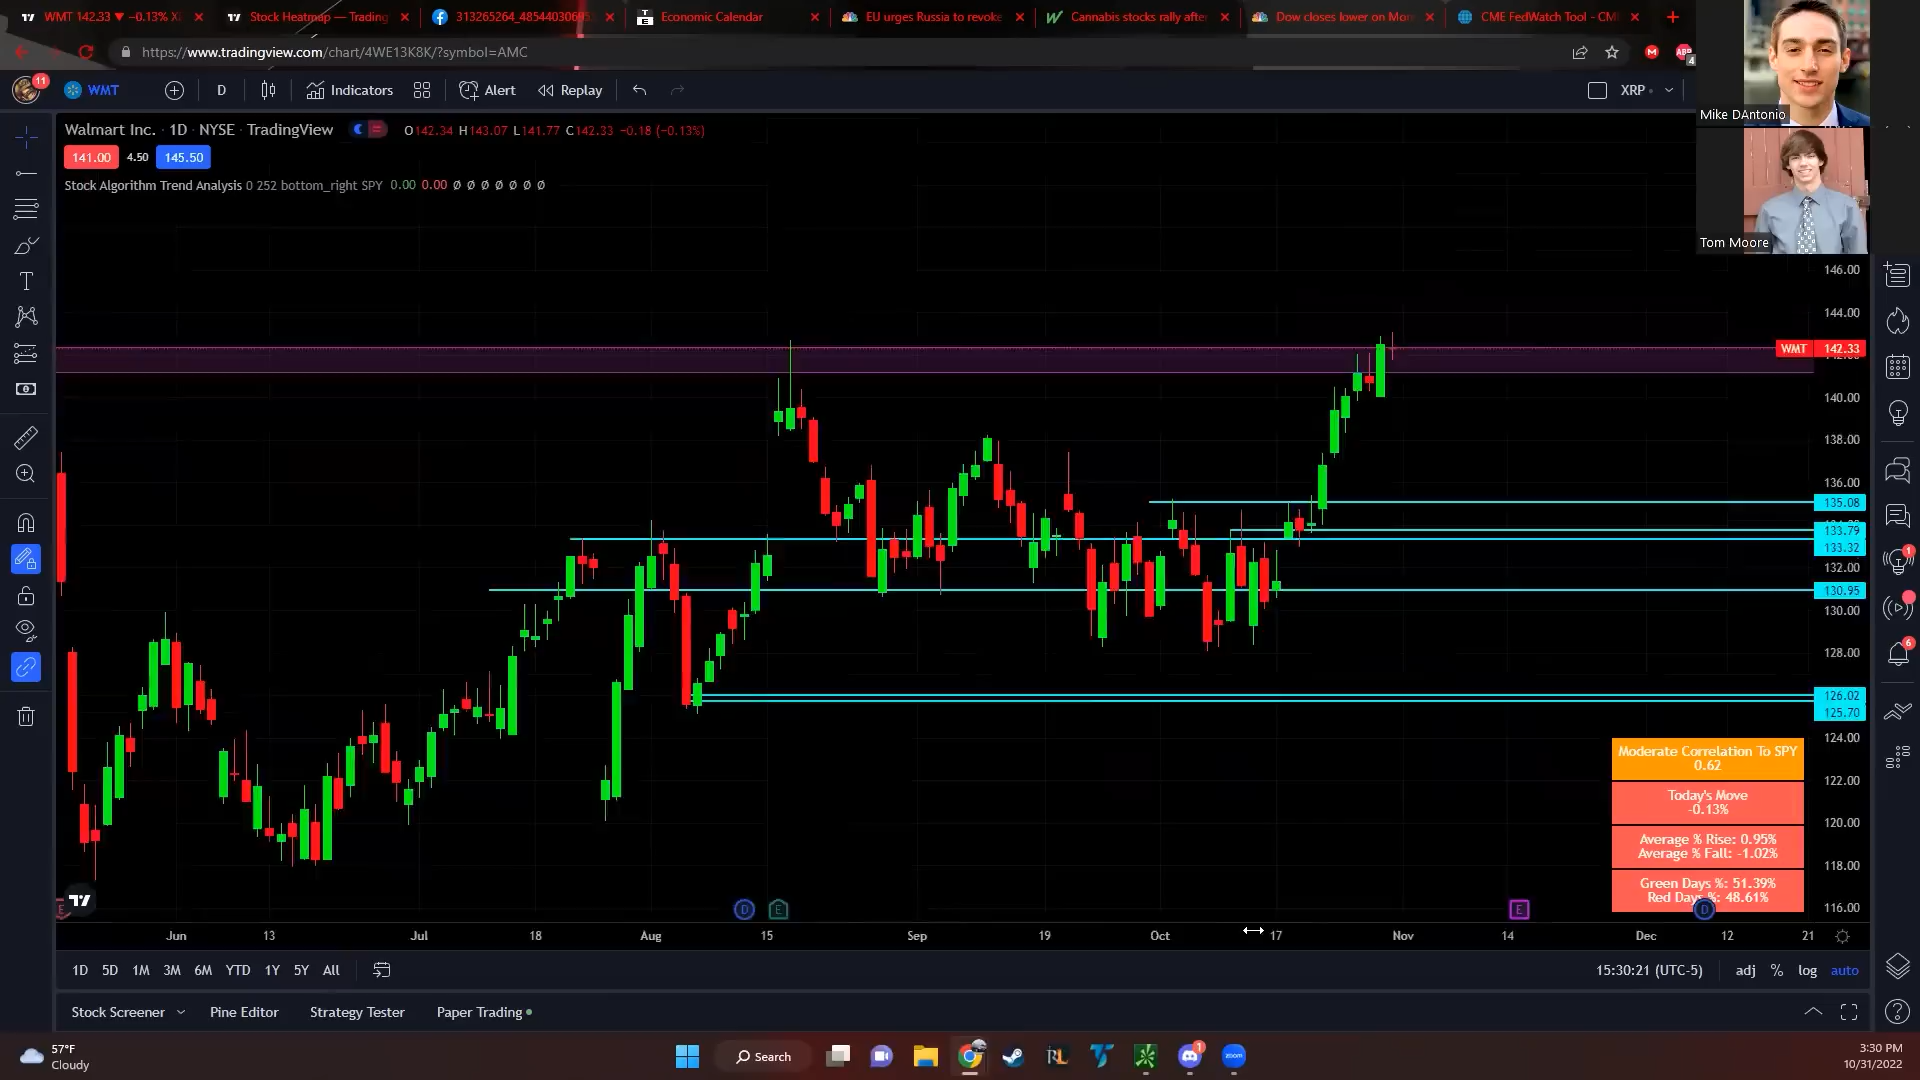 WMT 142.33 ▼ −0.13%
Stock Heatmap — Trading
313265264_4854403069
Economic Calendar
EU urges Russia to revoke
Cannabis stocks rally after
Dow closes lower on Mon
CME FedWatch Tool - CM
https://www.tradingview.com/chart/4WE13K8K/?symbol=AMC
4
11
WMT
D
Indicators
Alert
Replay
XRP
Mike DAntonio
Tom Moore
Walmart Inc. · 1D · NYSE · TradingView
O142.34 H143.07 L141.77 C142.33 −0.18 (−0.13%)
141.00 4.50 145.50
Stock Algorithm Trend Analysis 0 252 bottom_right SPY 0.00 0.00 Ø Ø Ø Ø Ø Ø Ø
146.00
144.00
WMT 142.33
140.00
138.00
136.00
135.08
133.79
133.32
132.00
130.95
130.00
128.00
126.02
125.70
124.00
122.00
120.00
118.00
116.00
1
6
Moderate Correlation To SPY
0.62
Today's Move
-0.13%
Average % Rise: 0.95%
Average % Fall: -1.02%
Green Days %: 51.39%
Red Days %: 48.61%
E
D
E
E
D
Jun 13 Jul 18 Aug 15 Sep 19 Oct 17 Nov 14 Dec 12 21
1D 5D 1M 3M 6M YTD 1Y 5Y All
15:30:21 (UTC-5)
adj % log auto
Stock Screener
Pine Editor
Strategy Tester
Paper Trading
57°F
Cloudy
Search
RL
1
zoom
3:30 PM
10/31/2022